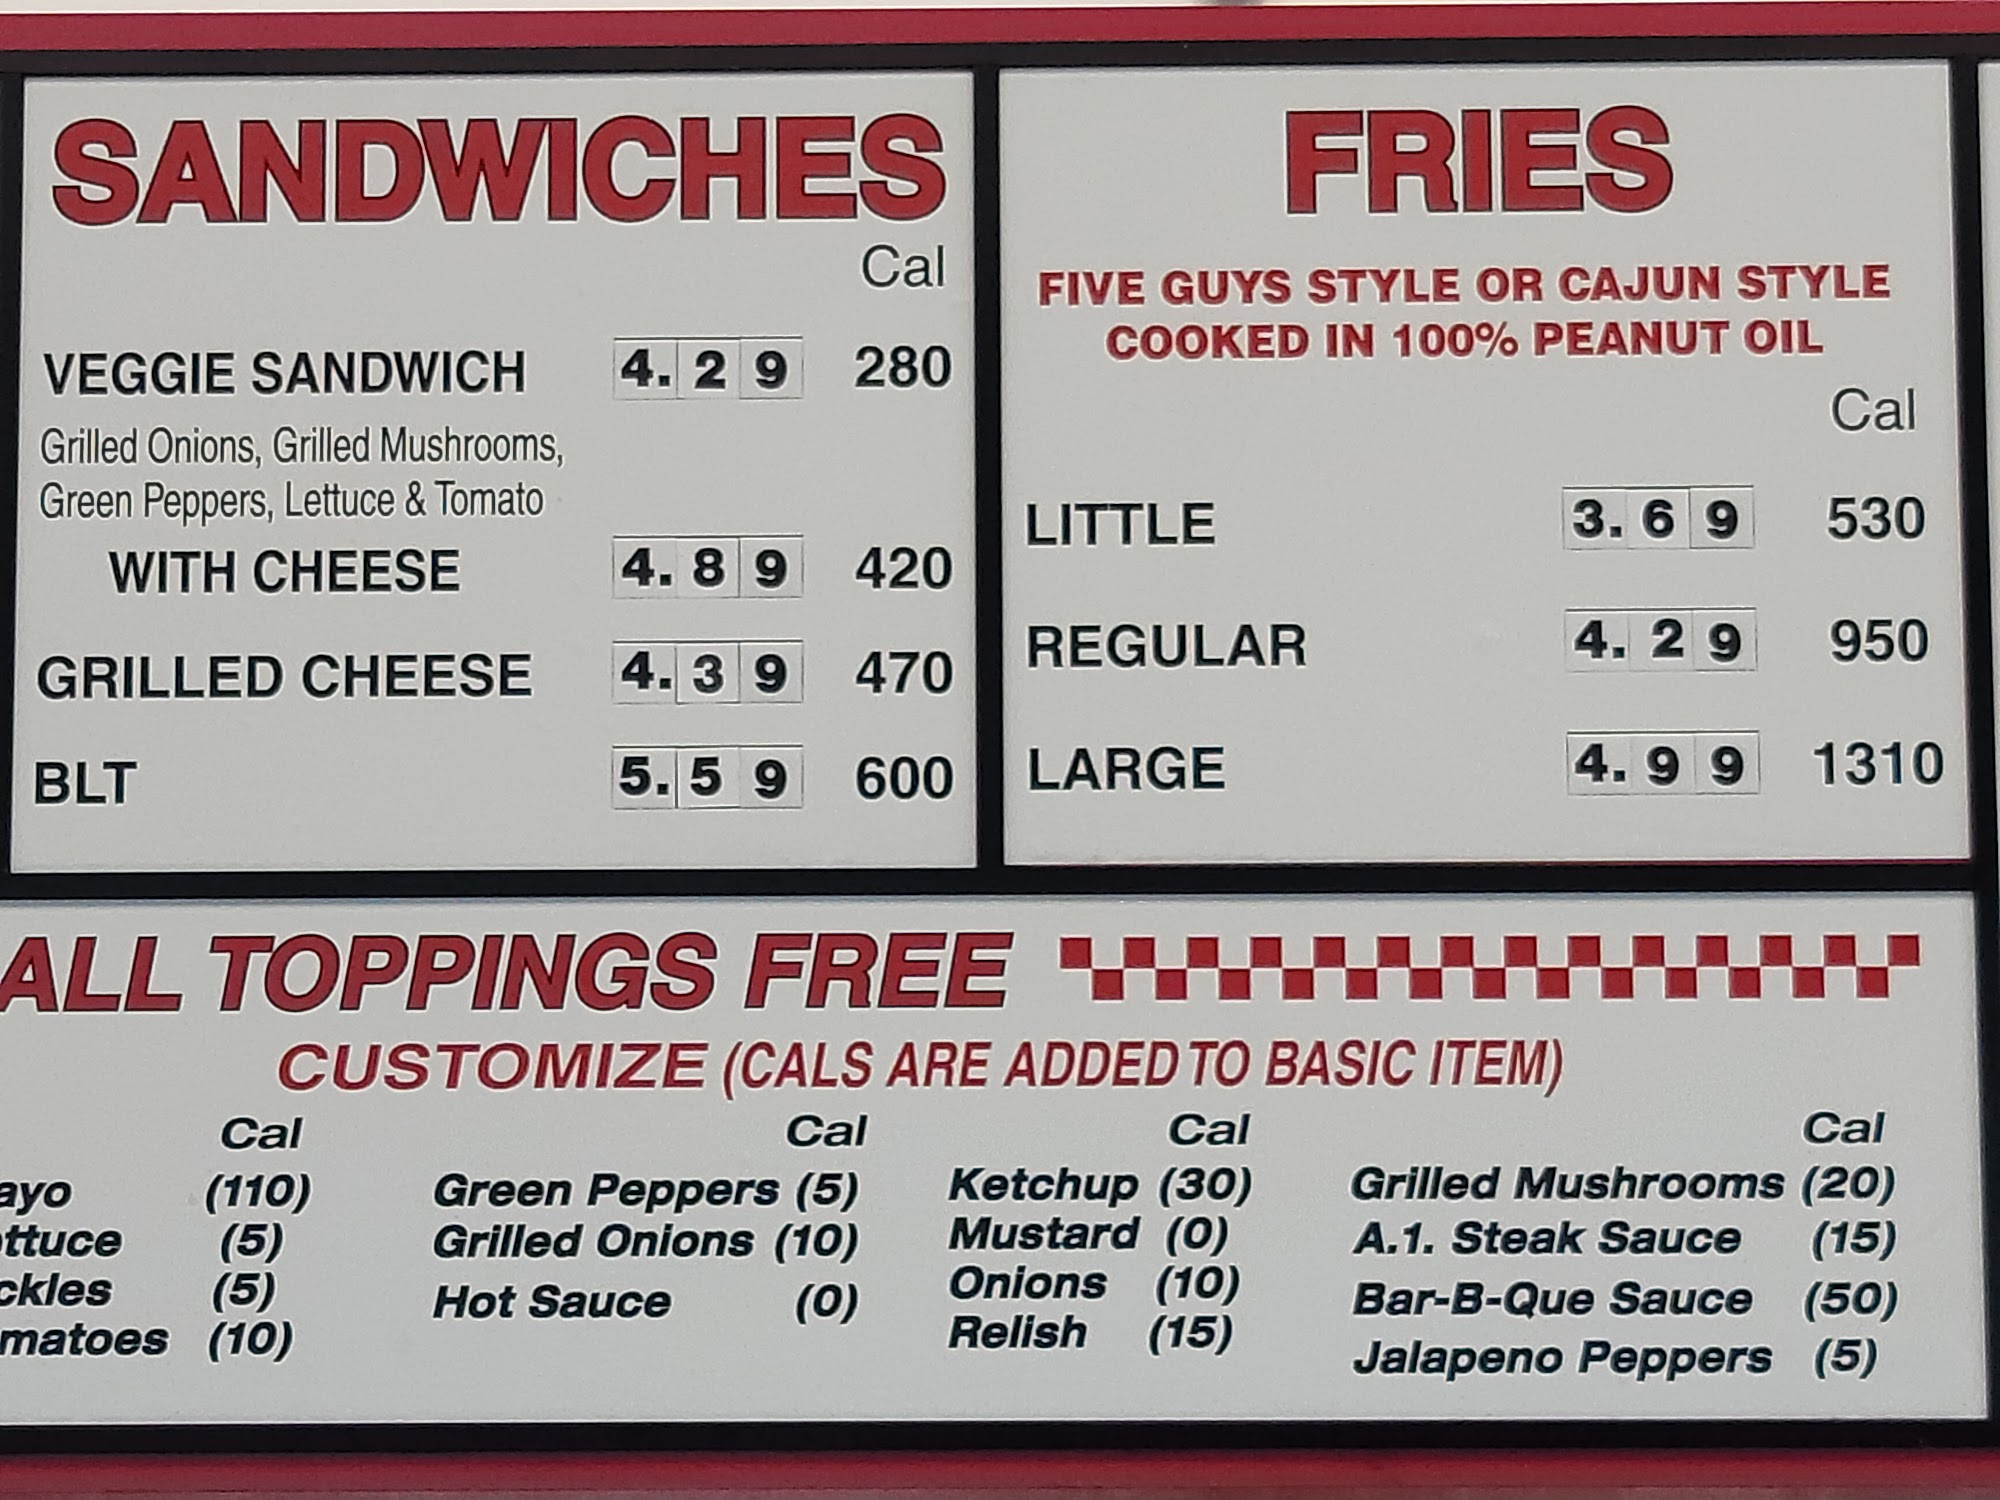 SANDWICHES
Cal
VEGGIE SANDWICH 4.29 280
Grilled Onions, Grilled Mushrooms,
Green Peppers, Lettuce & Tomato
WITH CHEESE 4.89 420
GRILLED CHEESE 4.39 470
BLT 5.59 600
FRIES
FIVE GUYS STYLE OR CAJUN STYLE
COOKED IN 100% PEANUT OIL
Cal
LITTLE 3.69 530
REGULAR 4.29 950
LARGE 4.99 1310
ALL TOPPINGS FREE
CUSTOMIZE (CALS ARE ADDED TO BASIC ITEM)
Cal
ayo (110)
ttuce (5)
ckles (5)
matoes (10)
Cal
Green Peppers (5)
Grilled Onions (10)
Hot Sauce (0)
Cal
Ketchup (30)
Mustard (0)
Onions (10)
Relish (15)
Cal
Grilled Mushrooms (20)
A.1. Steak Sauce (15)
Bar-B-Que Sauce (50)
Jalapeno Peppers (5)